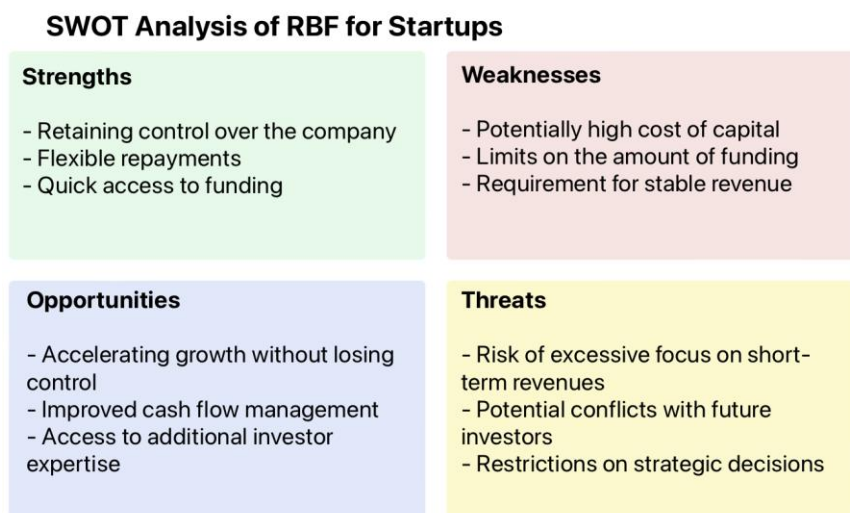 SWOT Analysis of RBF for Startups
Strengths
- Retaining control over the company
- Flexible repayments
- Quick access to funding
Weaknesses
- Potentially high cost of capital
- Limits on the amount of funding
- Requirement for stable revenue
Opportunities
- Accelerating growth without losing
control
- Improved cash flow management
- Access to additional investor
expertise
Threats
- Risk of excessive focus on short-
term revenues
- Potential conflicts with future
investors
- Restrictions on strategic decisions